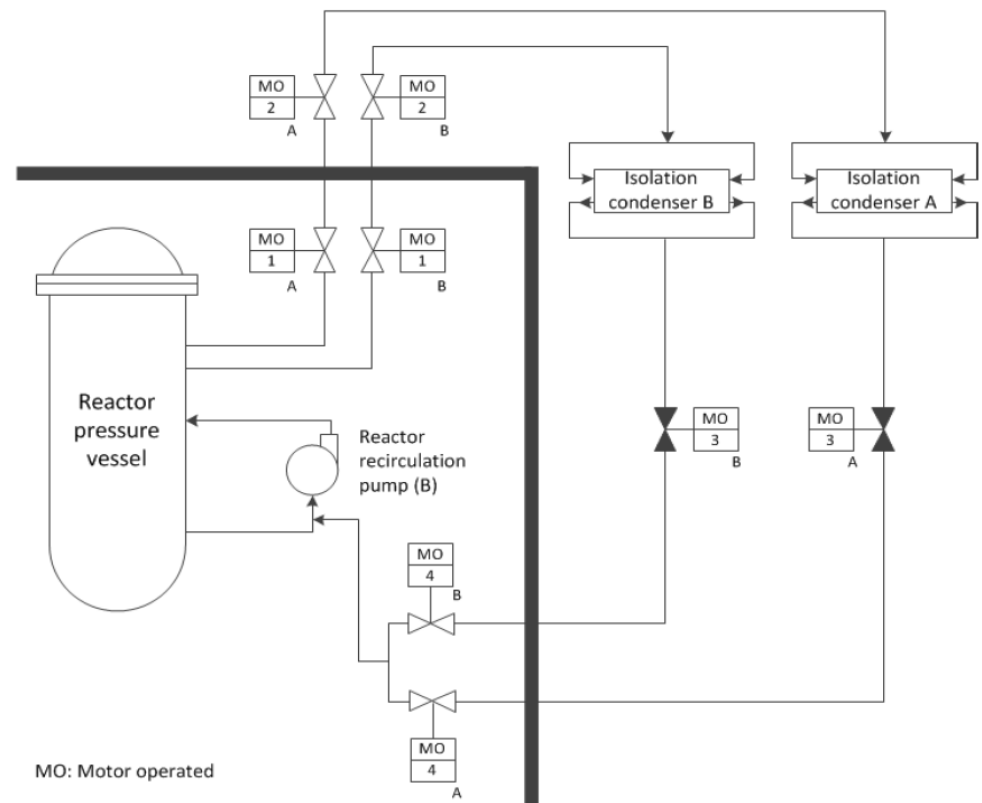 MO
2
A
MO
2
B
Isolation
condenser B
Isolation
condenser A
MO
1
A
MO
1
B
Reactor
pressure
vessel
Reactor
recirculation
pump (B)
MO
3
B
MO
3
A
MO
4
B
MO
4
A
MO: Motor operated